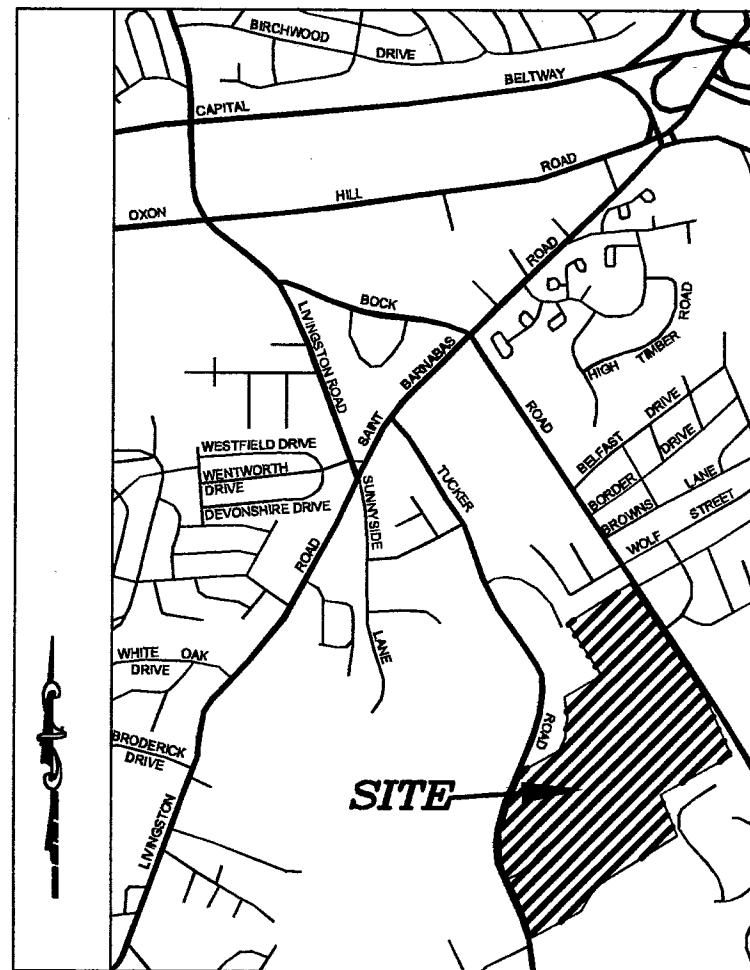 BIRCHWOOD
DRIVE
BELTWAY
CAPITAL
ROAD
HILL
OXON
ROAD
BOCK
ROAD
LIVINGSTON ROAD
BARNABAS
HIGH TIMBER
SAINT
ROAD
BELFAST DRIVE
WESTFIELD DRIVE
WENTWORTH
DRIVE
DEVONSHIRE DRIVE
TUCKER
SUNNYSIDE
BORDER DRIVE
BROWNS LANE
WOLF STREET
ROAD
LANE
WHITE OAK
DRIVE
ROAD
BRODERICK
DRIVE
SITE
LIVINGSTON